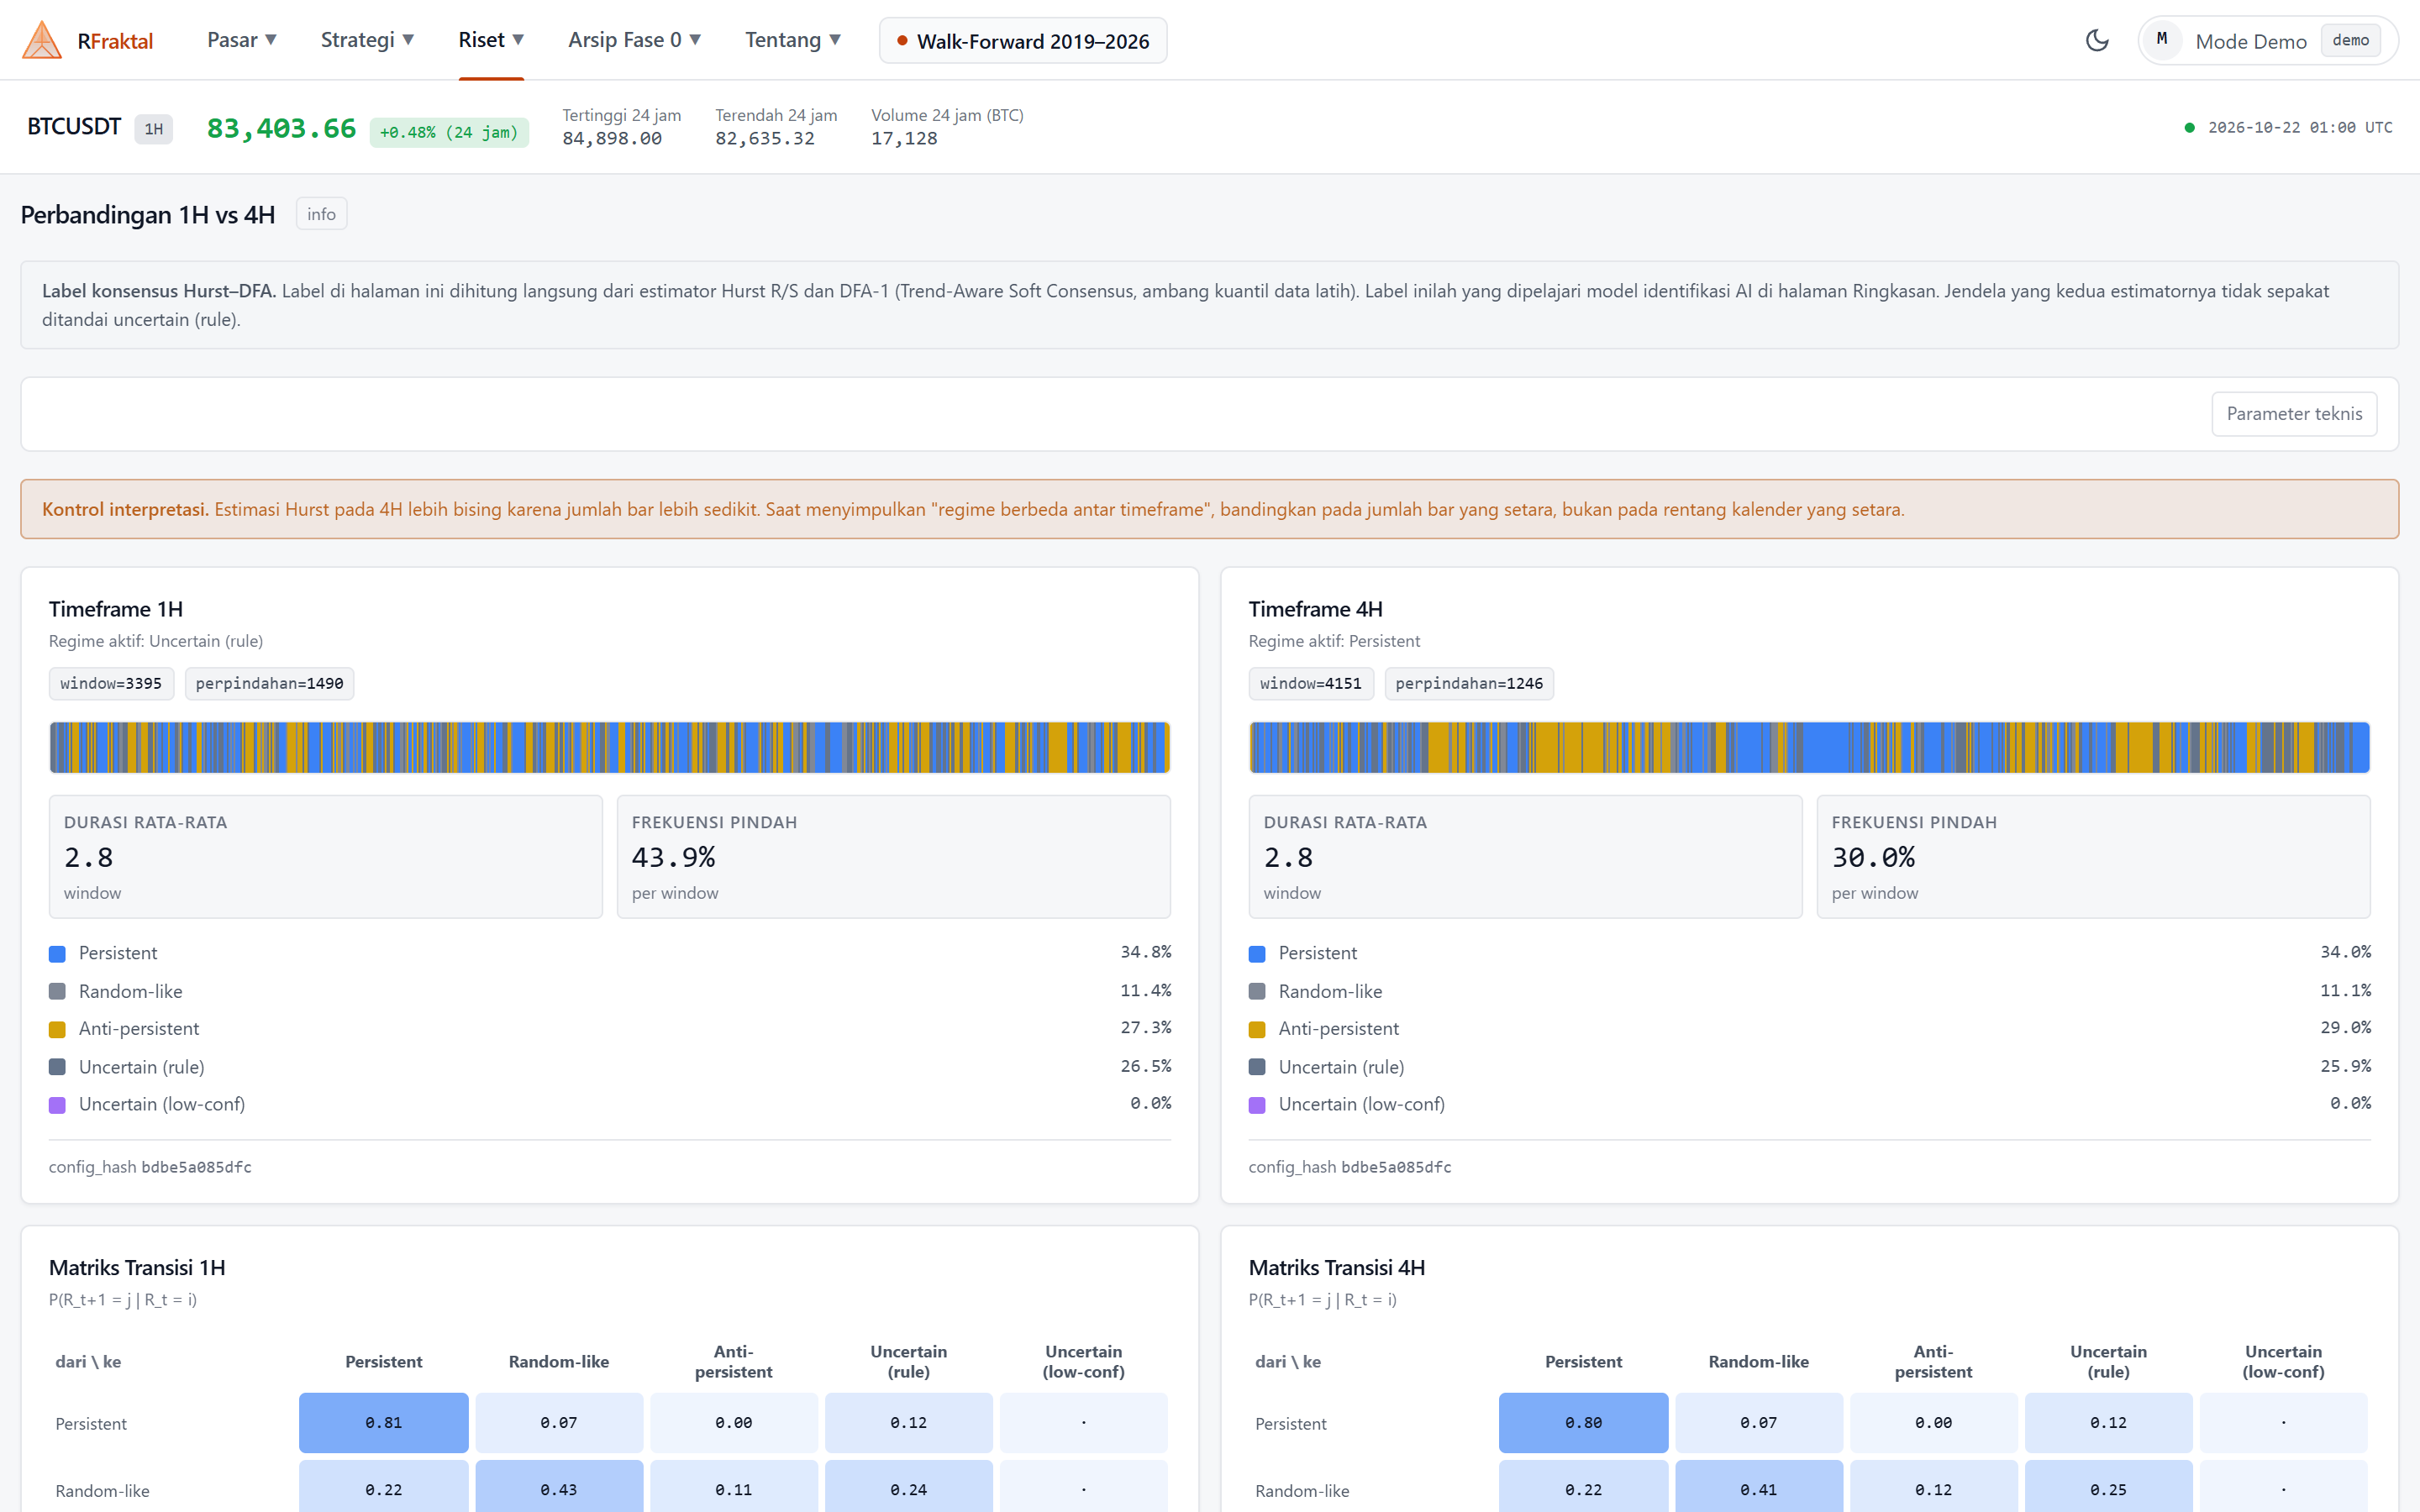 RFraktal
Pasar ▼
Strategi ▼
Riset ▼
Arsip Fase 0 ▼
Tentang ▼
Walk-Forward 2019–2026
M
Mode Demo
demo
BTCUSDT
1H
83,403.66
+0.48% (24 jam)
Tertinggi 24 jam
84,898.00
Terendah 24 jam
82,635.32
Volume 24 jam (BTC)
17,128
2026-10-22 01:00 UTC
Perbandingan 1H vs 4H
info
Label konsensus Hurst–DFA. Label di halaman ini dihitung langsung dari estimator Hurst R/S dan DFA-1 (Trend-Aware Soft Consensus, ambang kuantil data latih). Label inilah yang dipelajari model identifikasi AI di halaman Ringkasan. Jendela yang kedua estimatornya tidak sepakat
ditandai uncertain (rule).
Parameter teknis
Kontrol interpretasi. Estimasi Hurst pada 4H lebih bising karena jumlah bar lebih sedikit. Saat menyimpulkan "regime berbeda antar timeframe", bandingkan pada jumlah bar yang setara, bukan pada rentang kalender yang setara.
Timeframe 1H
Regime aktif: Uncertain (rule)
window=3395
perpindahan=1490
DURASI RATA-RATA
2.8
window
FREKUENSI PINDAH
43.9%
per window
Persistent 34.8%
Random-like 11.4%
Anti-persistent 27.3%
Uncertain (rule) 26.5%
Uncertain (low-conf) 0.0%
config_hash bdbe5a085dfc
Timeframe 4H
Regime aktif: Persistent
window=4151
perpindahan=1246
DURASI RATA-RATA
2.8
window
FREKUENSI PINDAH
30.0%
per window
Persistent 34.0%
Random-like 11.1%
Anti-persistent 29.0%
Uncertain (rule) 25.9%
Uncertain (low-conf) 0.0%
config_hash bdbe5a085dfc
Matriks Transisi 1H
P(R_t+1 = j | R_t = i)
dari \ ke Persistent Random-like Anti-persistent Uncertain (rule) Uncertain (low-conf)
Persistent 0.81 0.07 0.00 0.12 ·
Random-like 0.22 0.43 0.11 0.24 ·
Matriks Transisi 4H
P(R_t+1 = j | R_t = i)
dari \ ke Persistent Random-like Anti-persistent Uncertain (rule) Uncertain (low-conf)
Persistent 0.80 0.07 0.00 0.12 ·
Random-like 0.22 0.41 0.12 0.25 ·